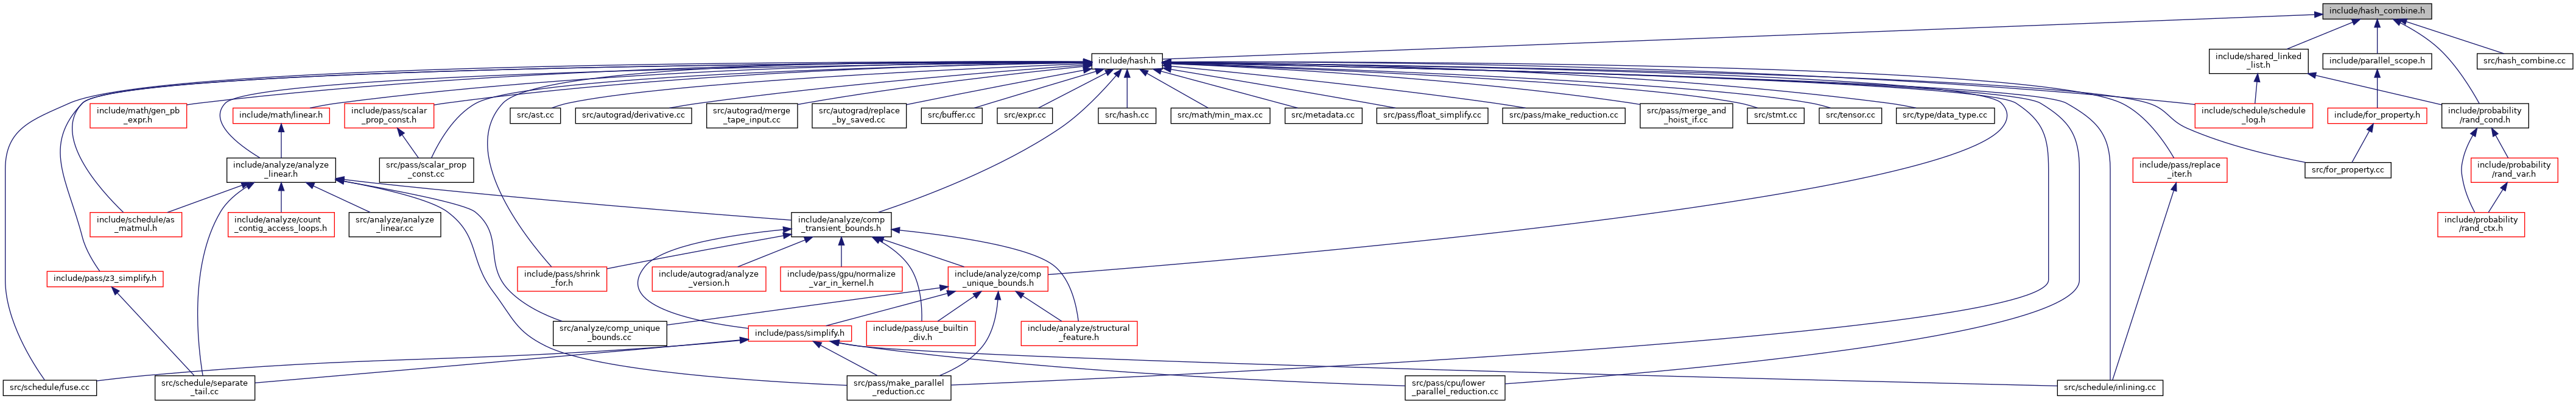 include/hash_combine.h
include/hash.h
include/shared_linked
_list.h
include/parallel_scope.h
src/hash_combine.cc
include/math/gen_pb
_expr.h
include/math/linear.h
include/pass/scalar
_prop_const.h
src/ast.cc
src/autograd/derivative.cc
src/autograd/merge
_tape_input.cc
src/autograd/replace
_by_saved.cc
src/buffer.cc
src/expr.cc
src/hash.cc
src/math/min_max.cc
src/metadata.cc
src/pass/float_simplify.cc
src/pass/make_reduction.cc
src/pass/merge_and
_hoist_if.cc
src/stmt.cc
src/tensor.cc
src/type/data_type.cc
include/schedule/schedule
_log.h
include/for_property.h
include/probability
/rand_cond.h
include/analyze/analyze
_linear.h
src/pass/scalar_prop
_const.cc
include/pass/replace
_iter.h
src/for_property.cc
include/probability
/rand_var.h
include/schedule/as
_matmul.h
include/analyze/count
_contig_access_loops.h
src/analyze/analyze
_linear.cc
include/analyze/comp
_transient_bounds.h
include/probability
/rand_ctx.h
include/pass/z3_simplify.h
include/pass/shrink
_for.h
include/autograd/analyze
_version.h
include/pass/gpu/normalize
_var_in_kernel.h
include/analyze/comp
_unique_bounds.h
src/analyze/comp_unique
_bounds.cc
include/pass/simplify.h
include/pass/use_builtin
_div.h
include/analyze/structural
_feature.h
src/schedule/fuse.cc
src/schedule/separate
_tail.cc
src/pass/make_parallel
_reduction.cc
src/pass/cpu/lower
_parallel_reduction.cc
src/schedule/inlining.cc